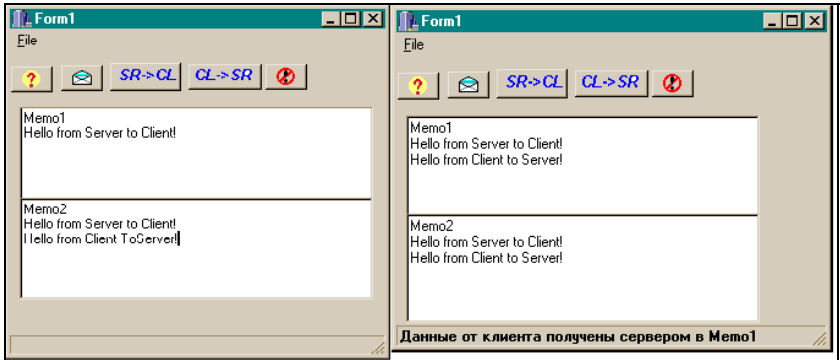 Form1
File
? SR->CL CL->SR
Memo1
Hello from Server to Client!
Memo2
Hello from Server to Client!
Hello from Client ToServer!
Form1
File
? SR->CL CL->SR
Memo1
Hello from Server to Client!
Hello from Client to Server!
Memo2
Hello from Server to Client!
Hello from Client to Server!
Данные от клиента получены сервером в Memo1